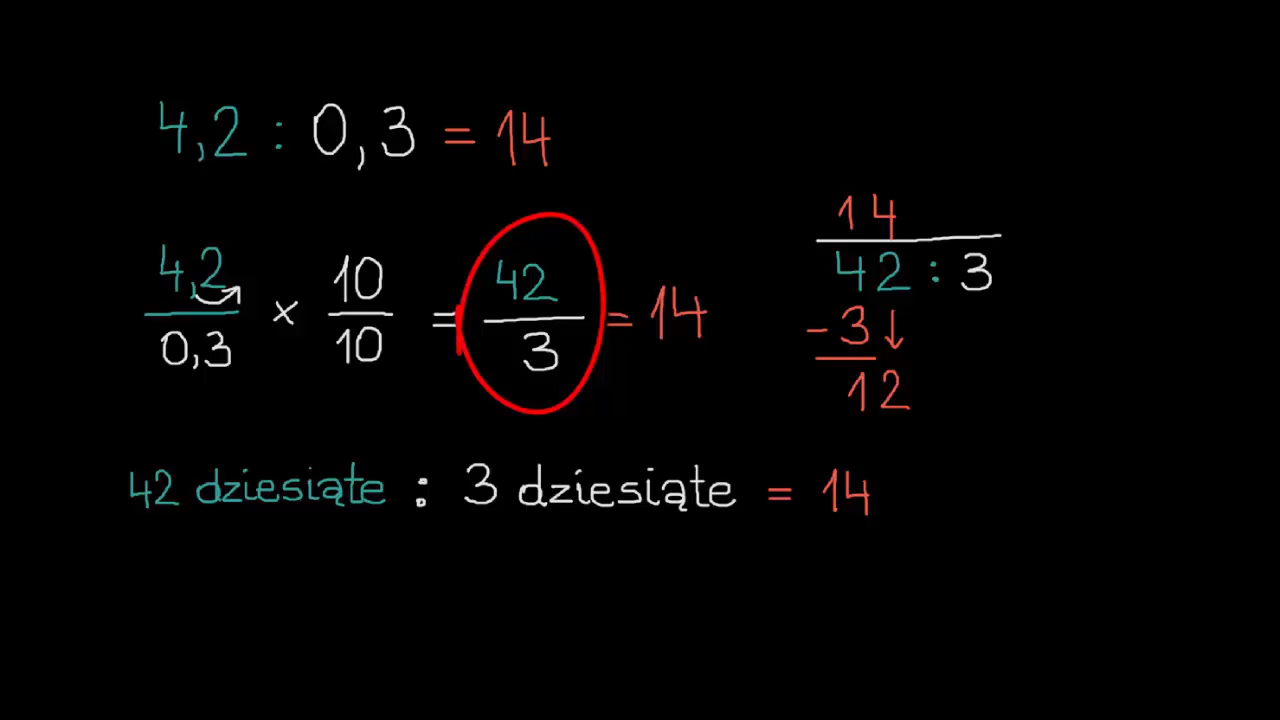 4,2 : 0,3 = 14
4,2/0,3 × 10/10 = 42/3 = 14
14
42 : 3
-3↓
12
42 dziesiąte : 3 dziesiąte = 14